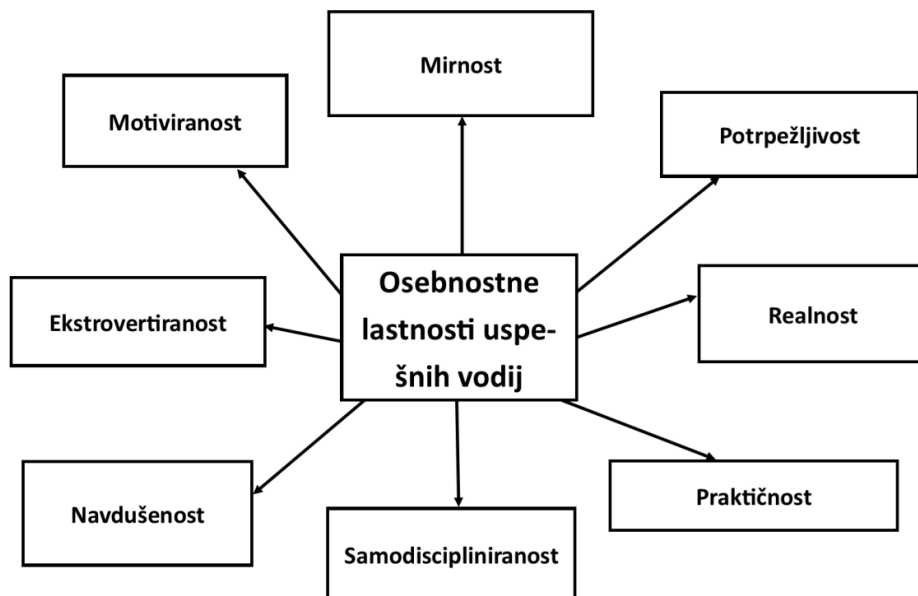 Mirnost
Motiviranost
Potrpežljivost
Osebnostne
lastnosti uspe-
šnih vodij
Ekstrovertiranost
Realnost
Navdušenost
Praktičnost
Samodiscipliniranost